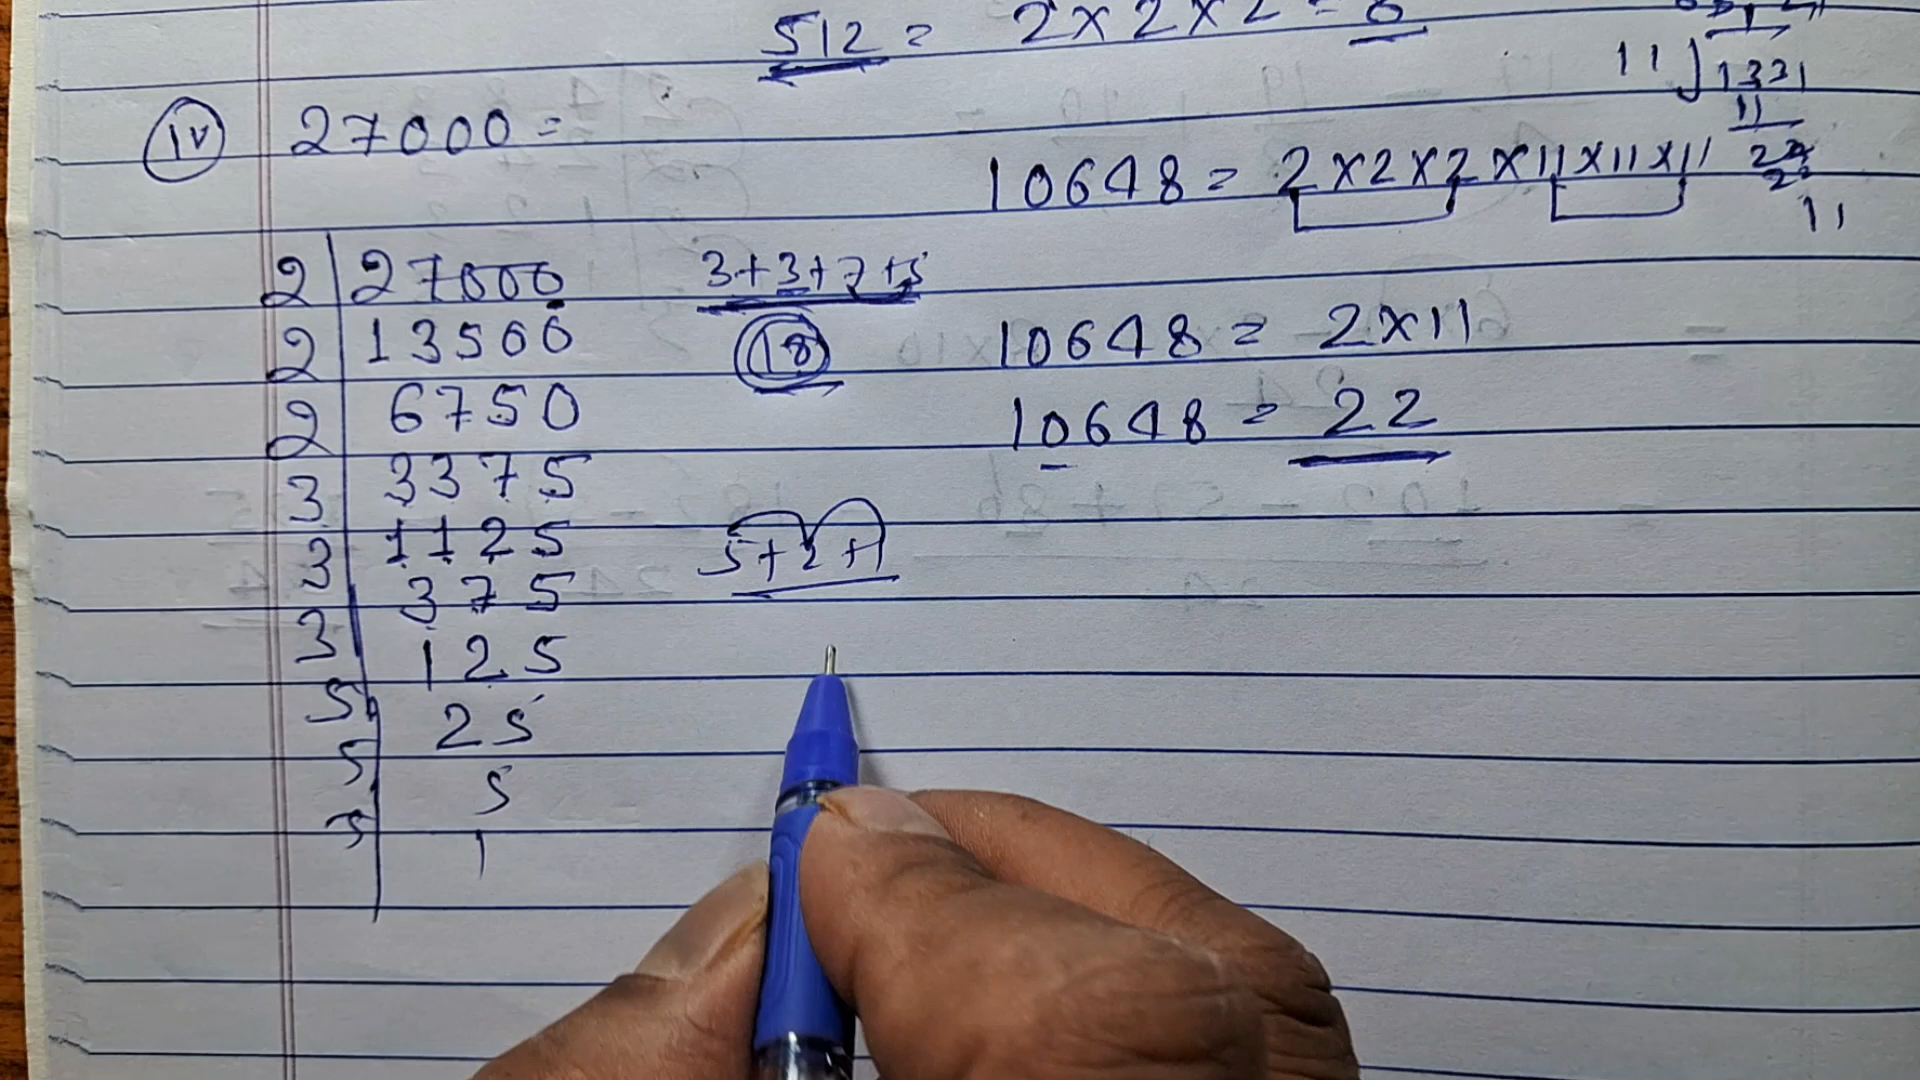 512 = 2×2×2 = 8
11 ) 1331
11
10648 = 2×2×2×11×11×11
22
11
(iv) 27000 =
2 | 27000
2 | 13500
2 | 6750
3 | 3375
3 | 1125
3 | 375
5 | 125
5 | 25
5 | 5
1
3+3+7+5
18
5+2+1
10648 = 2×11
10648 = 22